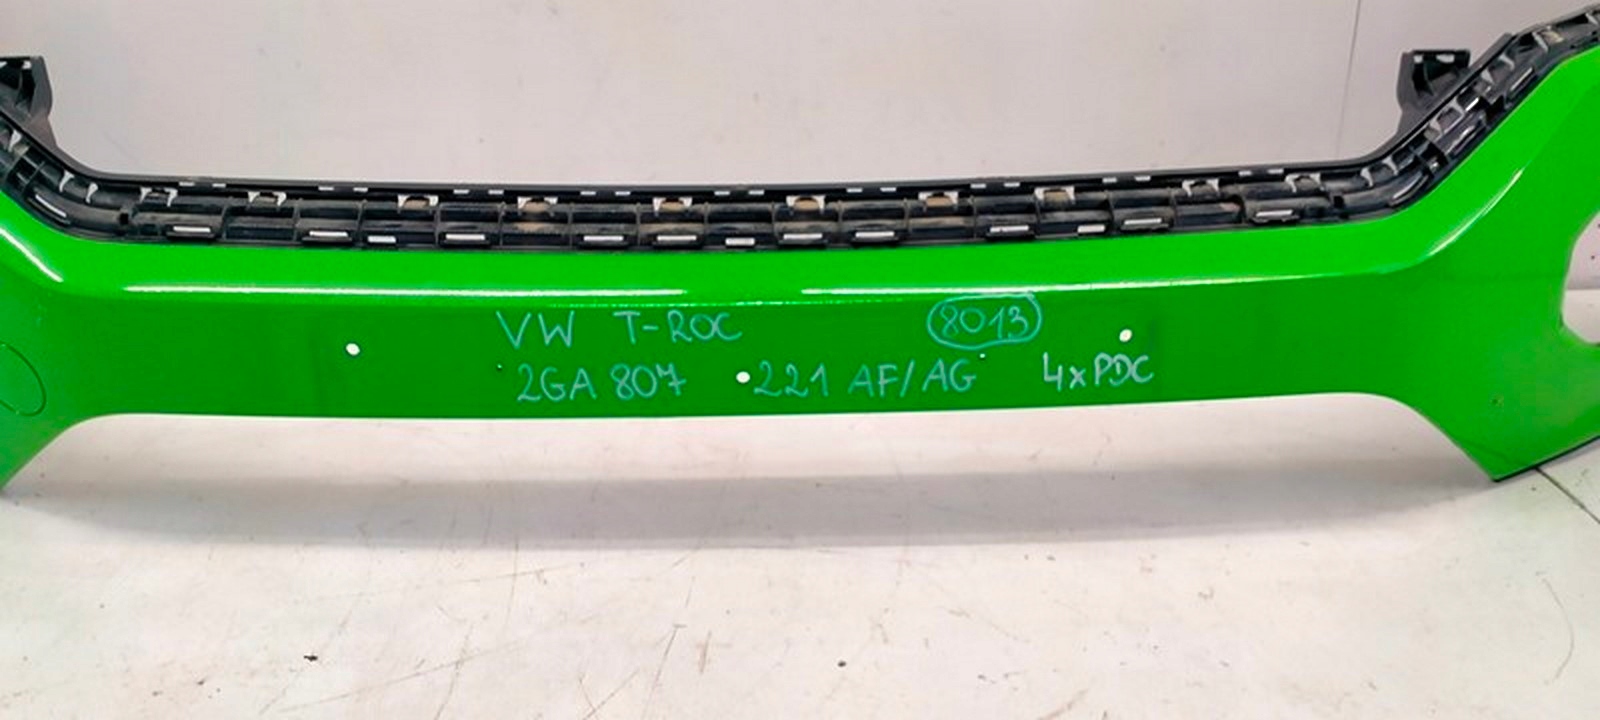 VW T-ROC 8013
2GA 807 221 AF/AG 4xPDC